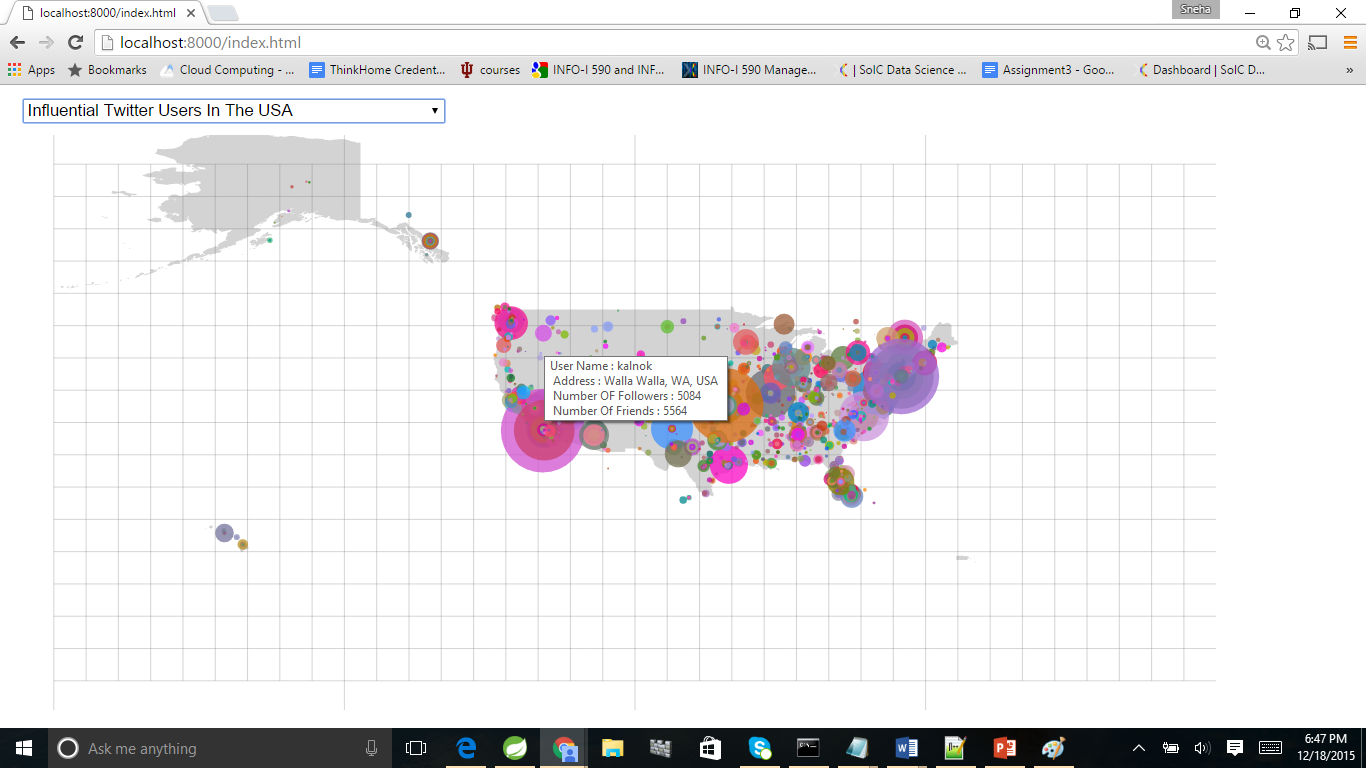 localhost:8000/index.html
Sneha
localhost:8000/index.html
Apps Bookmarks Cloud Computing - ... ThinkHome Credent... courses INFO-I 590 and INF... INFO-I 590 Manage... | SoIC Data Science ... Assignment3 - Goo... Dashboard | SoIC D... »
Influential Twitter Users In The USA
User Name : kalnok
Address : Walla Walla, WA, USA
Number OF Followers : 5084
Number Of Friends : 5564
Ask me anything
6:47 PM
12/18/2015